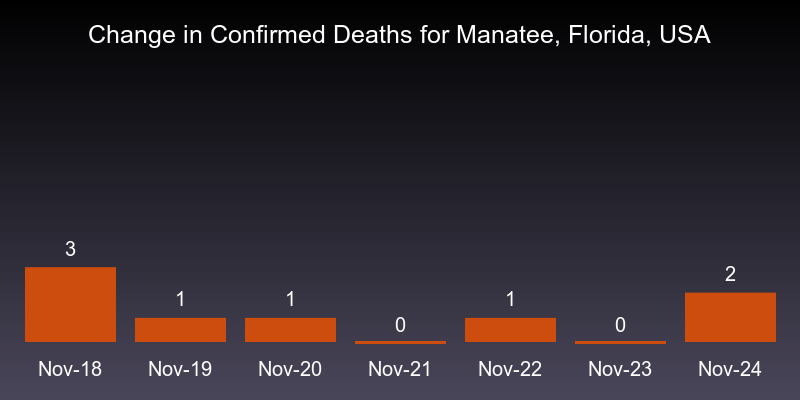 Change in Confirmed Deaths for Manatee, Florida, USA
3
1
1
0
1
0
2
Nov-18
Nov-19
Nov-20
Nov-21
Nov-22
Nov-23
Nov-24